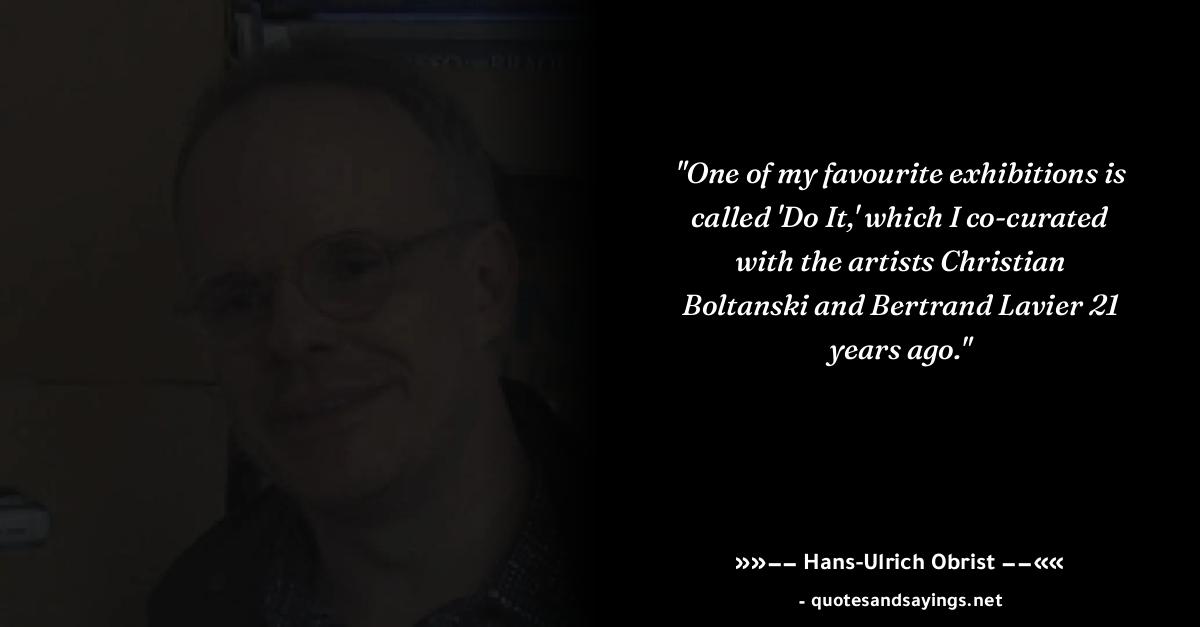 "One of my favourite exhibitions is
called 'Do It,' which I co-curated
with the artists Christian
Boltanski and Bertrand Lavier 21
years ago."
»»–– Hans-Ulrich Obrist ––««
- quotesandsayings.net